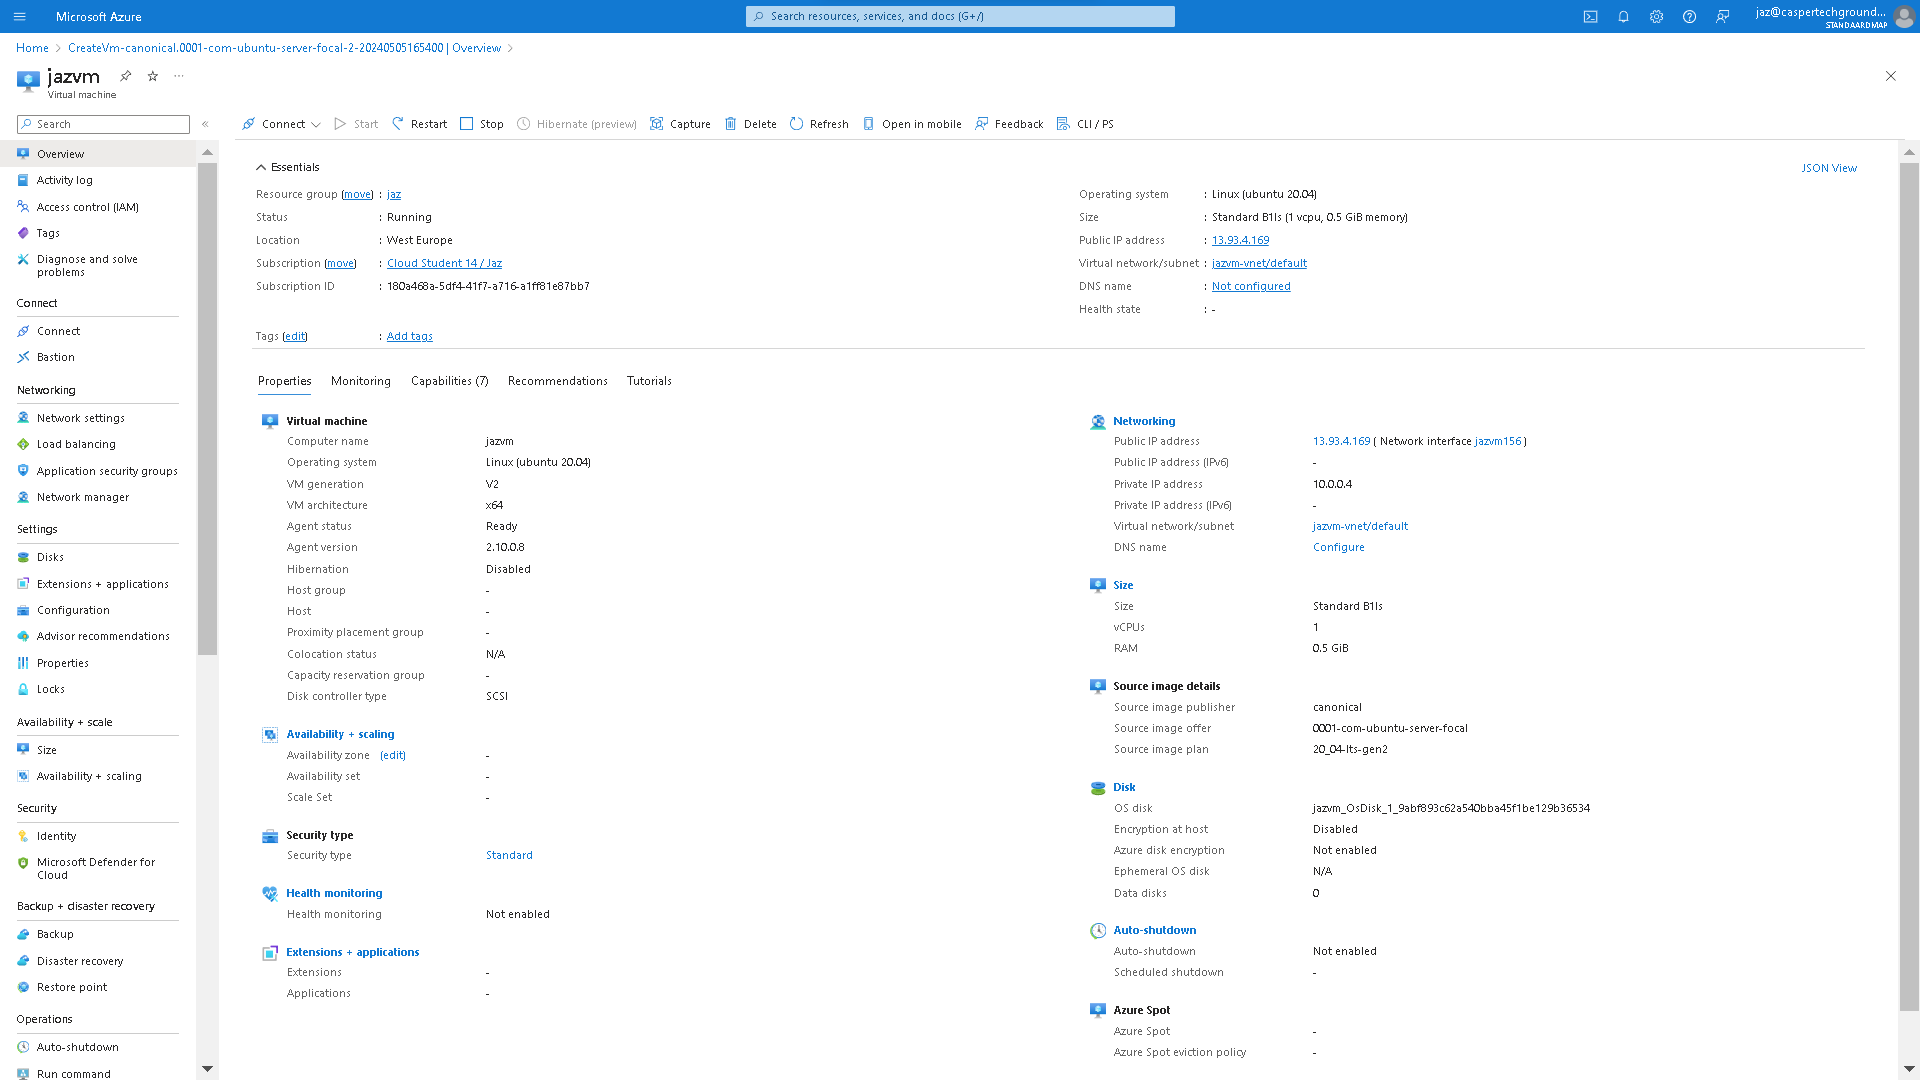 Microsoft Azure
Search resources, services, and docs (G+/)
jaz@caspertechground...
STANDAARDMAP
Home > CreateVm-canonical.0001-com-ubuntu-server-focal-2-20240505165400 | Overview >
jazvm
Virtual machine
Search
Connect Start Restart Stop Hibernate (preview) Capture Delete Refresh Open in mobile Feedback CLI / PS
Overview
Activity log
Access control (IAM)
Tags
Diagnose and solve
problems
Connect
Connect
Bastion
Networking
Network settings
Load balancing
Application security groups
Network manager
Settings
Disks
Extensions + applications
Configuration
Advisor recommendations
Properties
Locks
Availability + scale
Size
Availability + scaling
Security
Identity
Microsoft Defender for
Cloud
Backup + disaster recovery
Backup
Disaster recovery
Restore point
Operations
Auto-shutdown
Run command
Essentials
JSON View
Resource group (move) : jaz
Status : Running
Location : West Europe
Subscription (move) : Cloud Student 14 / Jaz
Subscription ID : 180a468a-5df4-41f7-a716-a1ff81e87bb7
Operating system : Linux (ubuntu 20.04)
Size : Standard B1ls (1 vcpu, 0.5 GiB memory)
Public IP address : 13.93.4.169
Virtual network/subnet : jazvm-vnet/default
DNS name : Not configured
Health state : -
Tags (edit) : Add tags
Properties Monitoring Capabilities (7) Recommendations Tutorials
Virtual machine
Computer name jazvm
Operating system Linux (ubuntu 20.04)
VM generation V2
VM architecture x64
Agent status Ready
Agent version 2.10.0.8
Hibernation Disabled
Host group -
Host -
Proximity placement group -
Colocation status N/A
Capacity reservation group -
Disk controller type SCSI
Availability + scaling
Availability zone (edit) -
Availability set -
Scale Set -
Security type
Security type Standard
Health monitoring
Health monitoring Not enabled
Extensions + applications
Extensions -
Applications -
Networking
Public IP address 13.93.4.169 ( Network interface jazvm156 )
Public IP address (IPv6) -
Private IP address 10.0.0.4
Private IP address (IPv6) -
Virtual network/subnet jazvm-vnet/default
DNS name Configure
Size
Size Standard B1ls
vCPUs 1
RAM 0.5 GiB
Source image details
Source image publisher canonical
Source image offer 0001-com-ubuntu-server-focal
Source image plan 20_04-lts-gen2
Disk
OS disk jazvm_OsDisk_1_9abf893c62a540bba45f1be129b36534
Encryption at host Disabled
Azure disk encryption Not enabled
Ephemeral OS disk N/A
Data disks 0
Auto-shutdown
Auto-shutdown Not enabled
Scheduled shutdown -
Azure Spot
Azure Spot -
Azure Spot eviction policy -